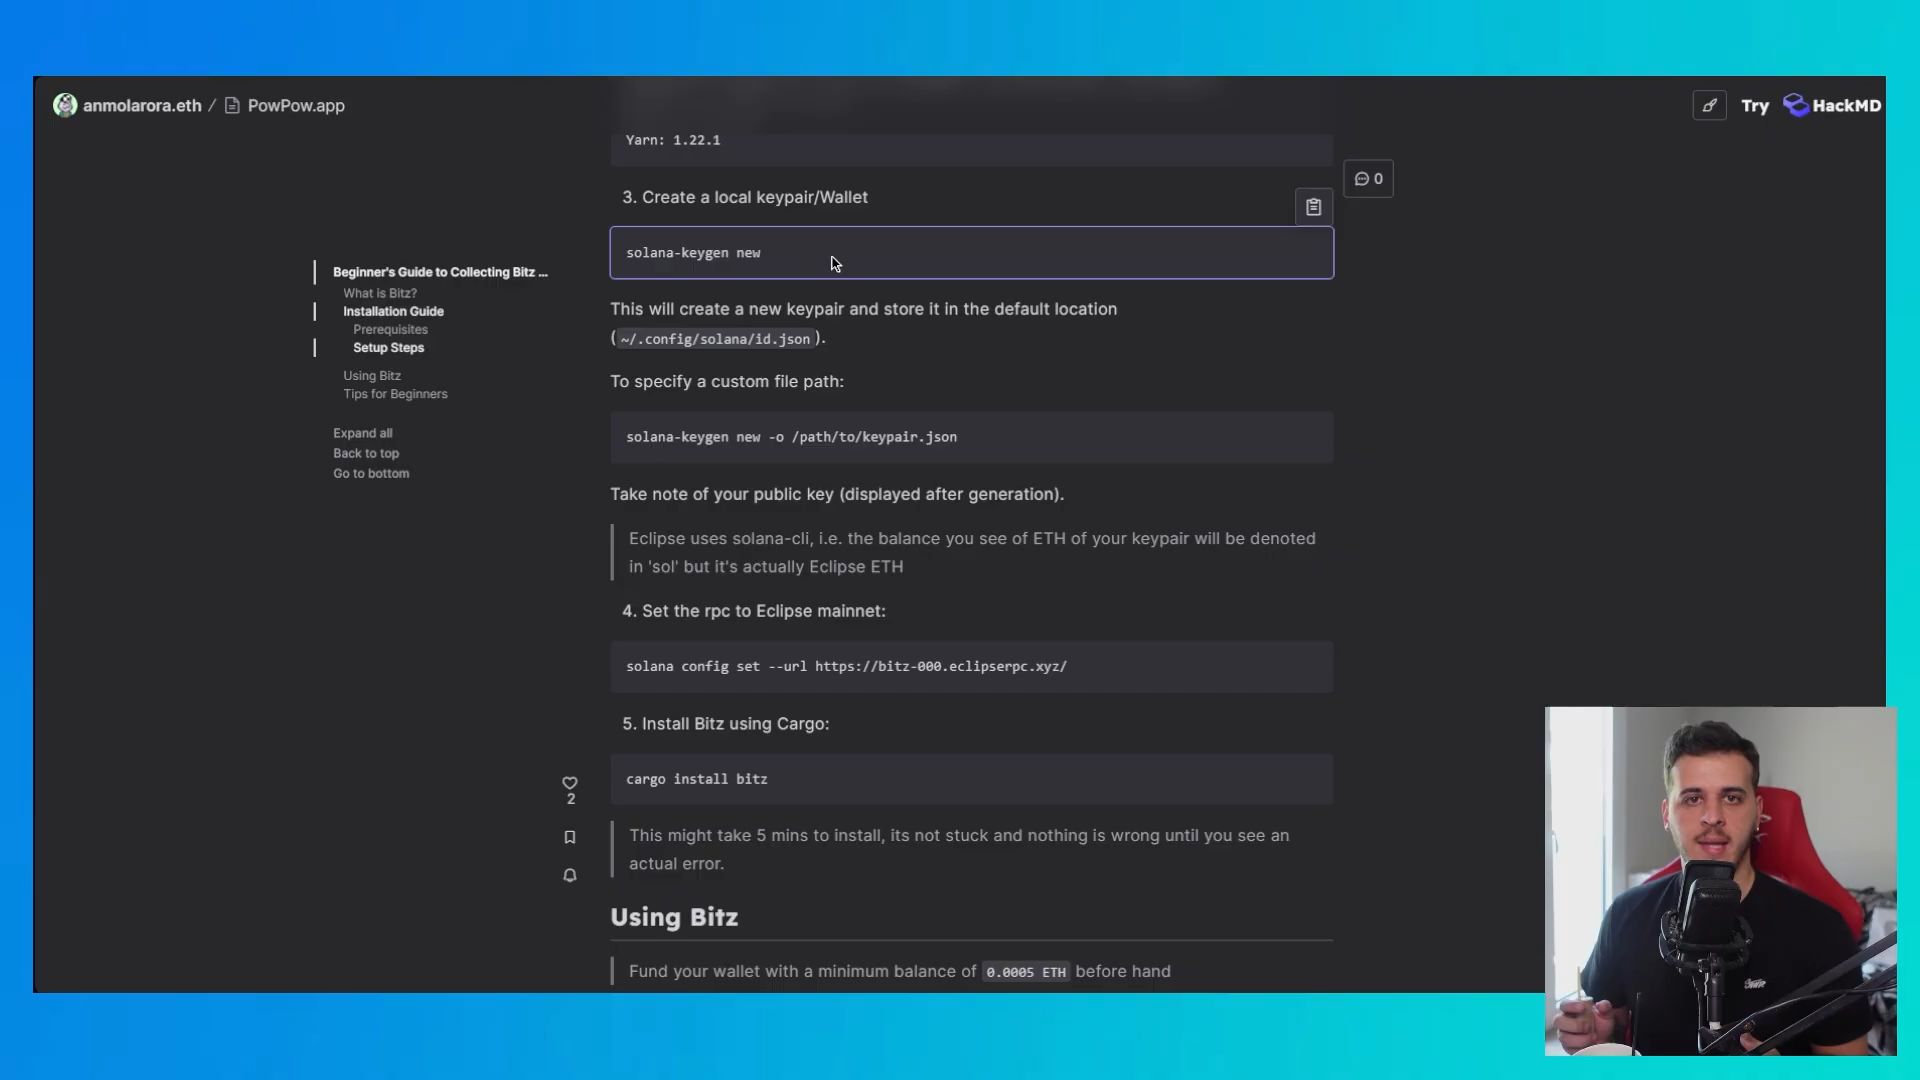 anmolarora.eth / PowPow.app
Try HackMD
Yarn: 1.22.1
0
3. Create a local keypair/Wallet
solana-keygen new
This will create a new keypair and store it in the default location
(~/.config/solana/id.json).
To specify a custom file path:
solana-keygen new -o /path/to/keypair.json
Take note of your public key (displayed after generation).
Eclipse uses solana-cli, i.e. the balance you see of ETH of your keypair will be denoted
in 'sol' but it's actually Eclipse ETH
4. Set the rpc to Eclipse mainnet:
solana config set --url https://bitz-000.eclipserpc.xyz/
5. Install Bitz using Cargo:
cargo install bitz
This might take 5 mins to install, its not stuck and nothing is wrong until you see an
actual error.
Using Bitz
Fund your wallet with a minimum balance of 0.0005 ETH before hand
Beginner's Guide to Collecting Bitz ...
What is Bitz?
Installation Guide
Prerequisites
Setup Steps
Using Bitz
Tips for Beginners
Expand all
Back to top
Go to bottom
2